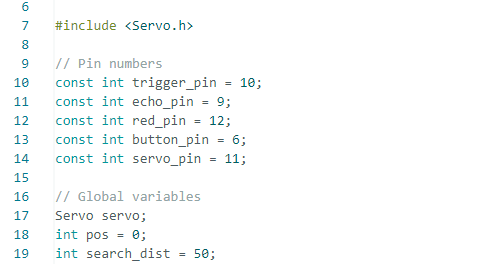 6
7 #include <Servo.h>
8
9 // Pin numbers
10 const int trigger_pin = 10;
11 const int echo_pin = 9;
12 const int red_pin = 12;
13 const int button_pin = 6;
14 const int servo_pin = 11;
15
16 // Global variables
17 Servo servo;
18 int pos = 0;
19 int search_dist = 50;